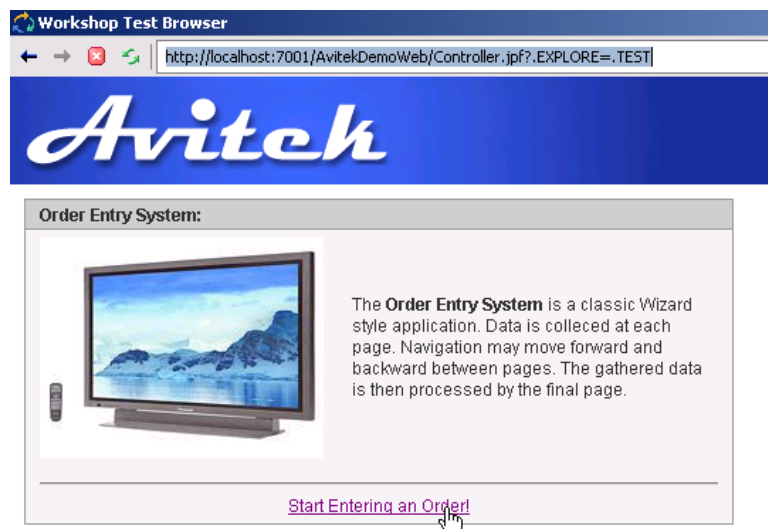 Workshop Test Browser
http://localhost:7001/AvitekDemoWeb/Controller.jpf?.EXPLORE=.TEST
Avitek
Order Entry System:
The Order Entry System is a classic Wizard
style application. Data is colleced at each
page. Navigation may move forward and
backward between pages. The gathered data
is then processed by the final page.
Start Entering an Order!